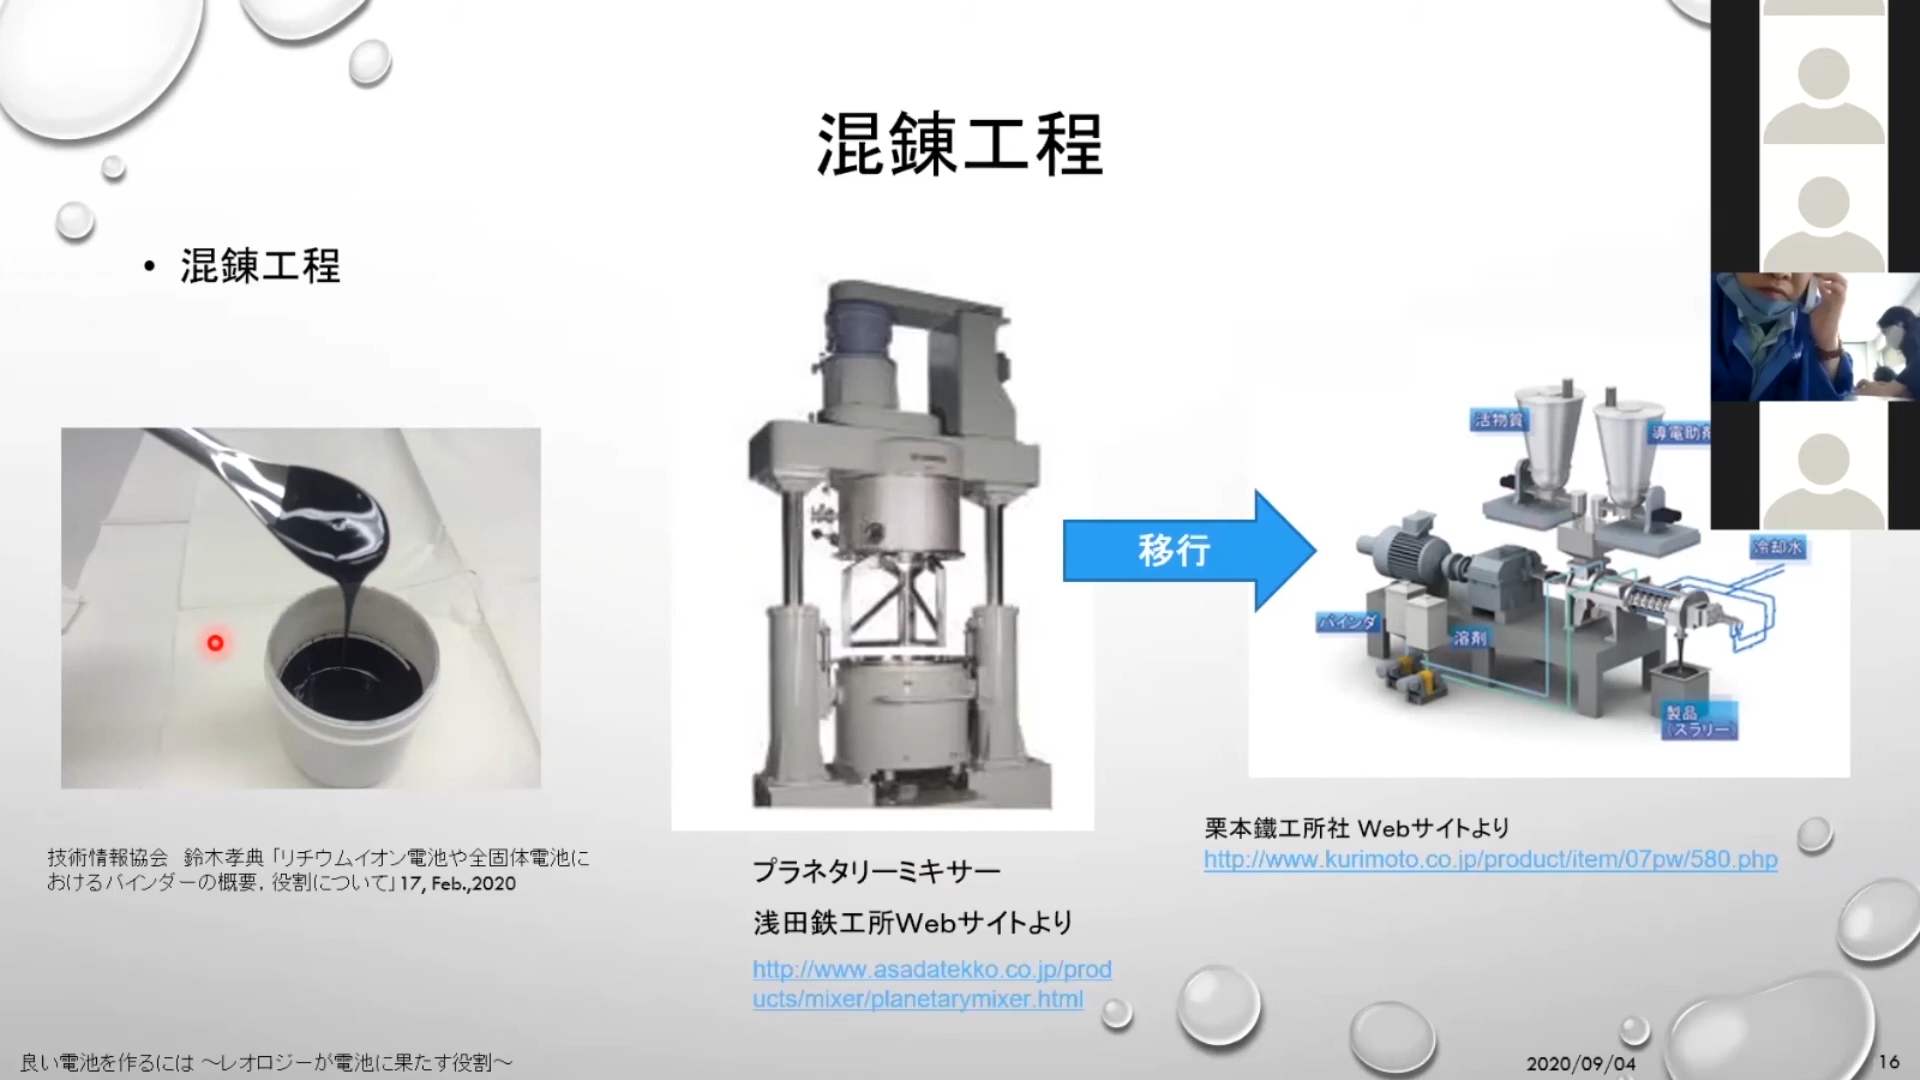 混錬工程
• 混錬工程
活物質
導電助剤
冷却水
移行
バインダ
溶剤
製品
(スラリー)
技術情報協会　鈴木孝典「リチウムイオン電池や全固体電池に
おけるバインダーの概要，役割について」17, Feb.,2020
プラネタリーミキサー
浅田鉄工所Webサイトより
http://www.asadatekko.co.jp/prod
ucts/mixer/planetarymixer.html
栗本鐵工所社 Webサイトより
http://www.kurimoto.co.jp/product/item/07pw/580.php
良い電池を作るには ～レオロジーが電池に果たす役割～
2020/09/04
16